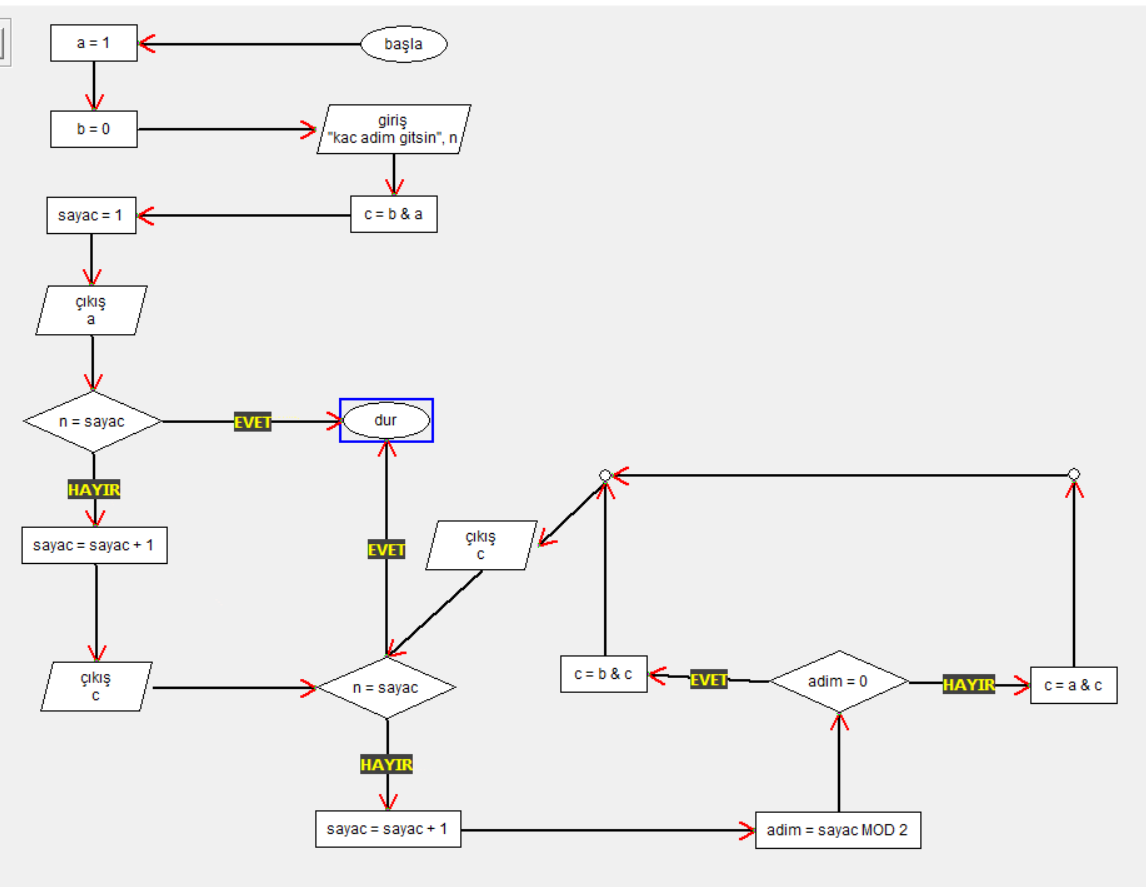 başla
a = 1
b = 0
giriş
"kac adim gitsin", n
c = b & a
sayac = 1
çıkış
a
n = sayac
EVET
dur
HAYIR
sayac = sayac + 1
çıkış
c
n = sayac
EVET
HAYIR
sayac = sayac + 1
adim = sayac MOD 2
adim = 0
EVET
c = b & c
HAYIR
c = a & c
çıkış
c